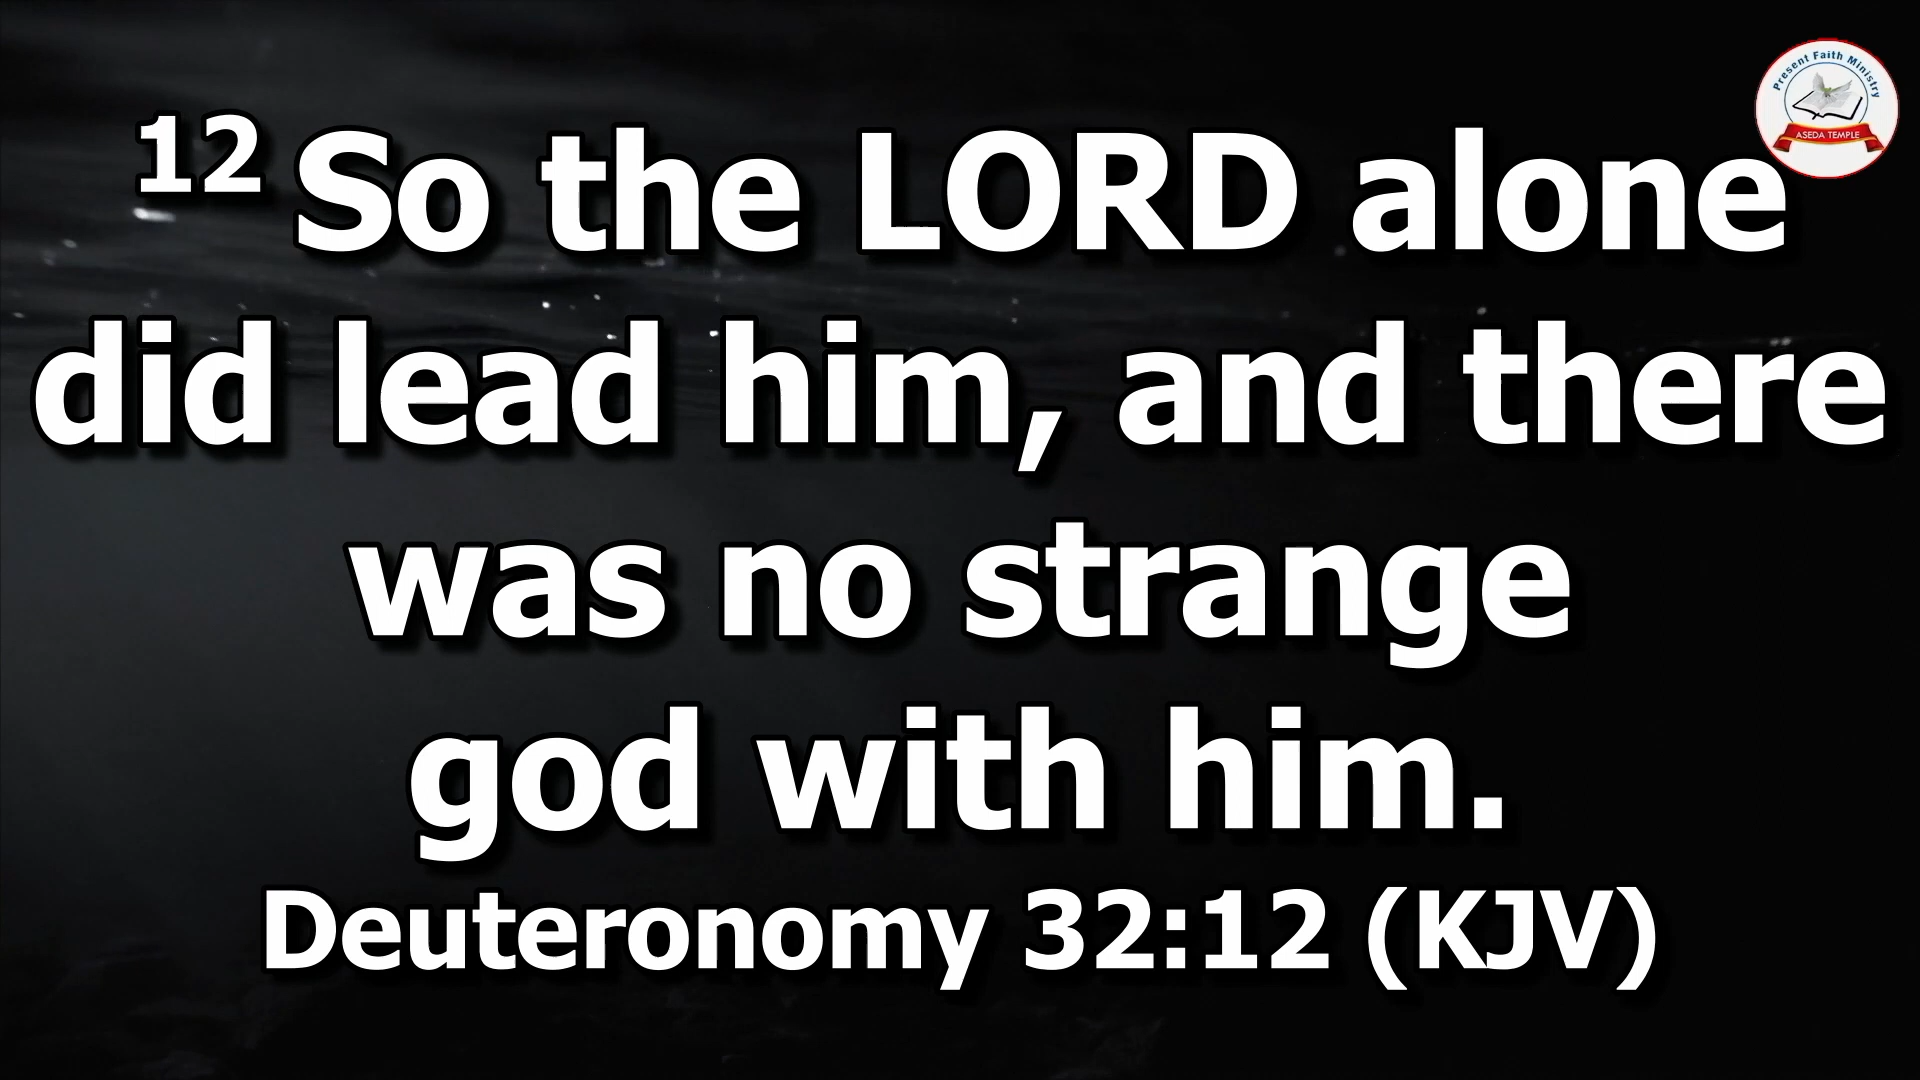 Present Faith Ministry
ASEDA TEMPLE
12 So the LORD alone
did lead him, and there
was no strange
god with him.
Deuteronomy 32:12 (KJV)